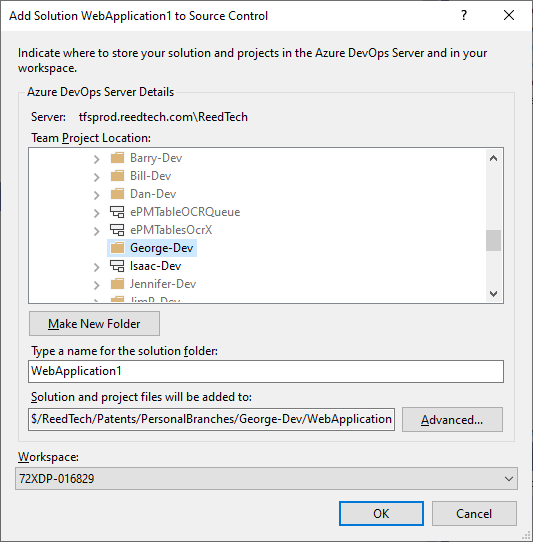 Add Solution WebApplication1 to Source Control
Indicate where to store your solution and projects in the Azure DevOps Server and in your
workspace.
Azure DevOps Server Details
Server: tfsprod.reedtech.com\ReedTech
Team Project Location:
Barry-Dev
Bill-Dev
Dan-Dev
ePMTableOCRQueue
ePMTablesOcrX
George-Dev
Isaac-Dev
Jennifer-Dev
JimP-Dev
Make New Folder
Type a name for the solution folder:
WebApplication1
Solution and project files will be added to:
$/ReedTech/Patents/PersonalBranches/George-Dev/WebApplication
Advanced...
Workspace:
72XDP-016829
OK
Cancel